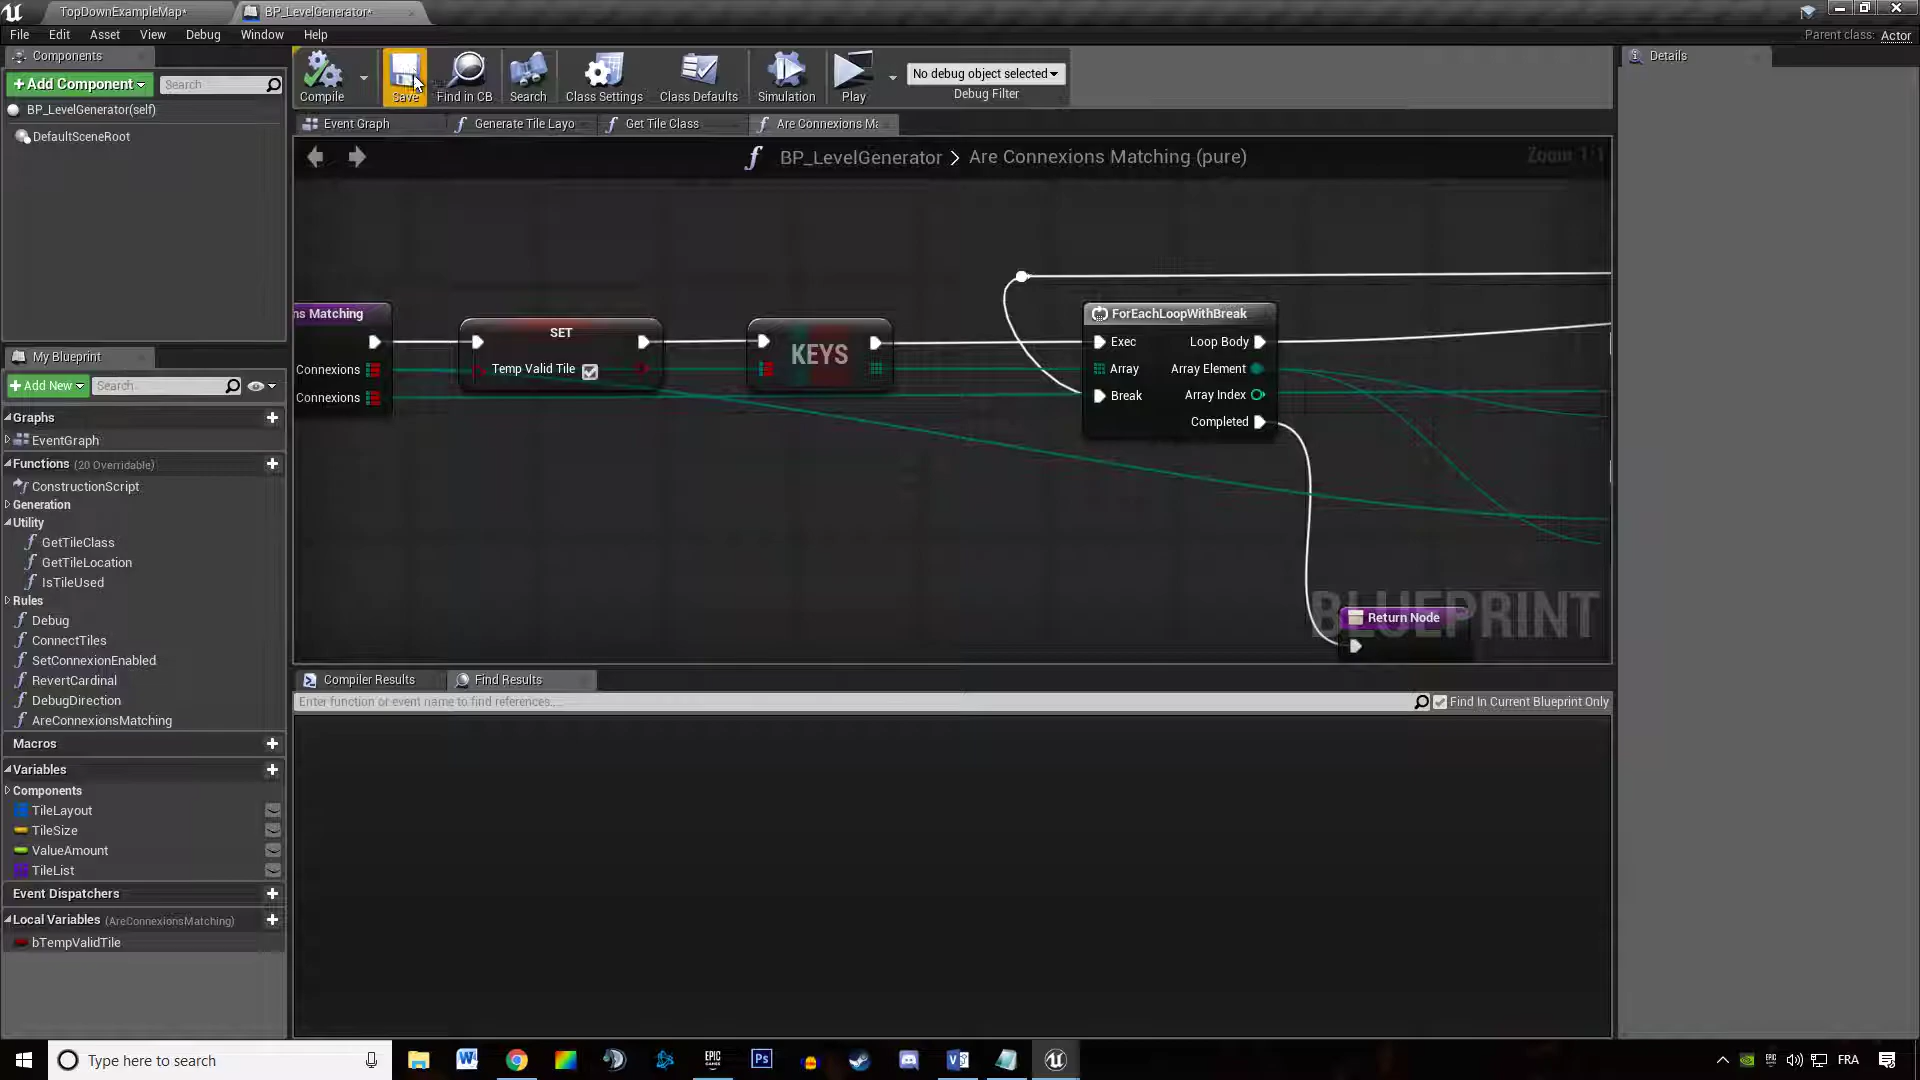 TopDownExampleMap*
BP_LevelGenerator*
File Edit Asset View Debug Window Help
Parent class: Actor
Components
Details
+Add Component
Search
Compile
Save
Find in CB
Search
Class Settings
Class Defaults
Simulation
Play
No debug object selected
Debug Filter
BP_LevelGenerator(self)
DefaultSceneRoot
Event Graph
Generate Tile Layo
Get Tile Class
Are Connexions Ma
BP_LevelGenerator > Are Connexions Matching (pure)
Zoom 1:1
ns Matching
Connexions
Connexions
SET
Temp Valid Tile
KEYS
ForEachLoopWithBreak
Exec
Loop Body
Array
Array Element
Break
Array Index
Completed
Return Node
BLUEPRINT
My Blueprint
+Add New
Search
Graphs
EventGraph
Functions (20 Overridable)
ConstructionScript
Generation
Utility
GetTileClass
GetTileLocation
IsTileUsed
Rules
Debug
ConnectTiles
SetConnexionEnabled
RevertCardinal
DebugDirection
AreConnexionsMatching
Macros
Variables
Components
TileLayout
TileSize
ValueAmount
TileList
Event Dispatchers
Local Variables (AreConnexionsMatching)
bTempValidTile
Compiler Results
Find Results
Enter function or event name to find references...
Find In Current Blueprint Only
Type here to search
EPIC GAMES
Ps
FRA